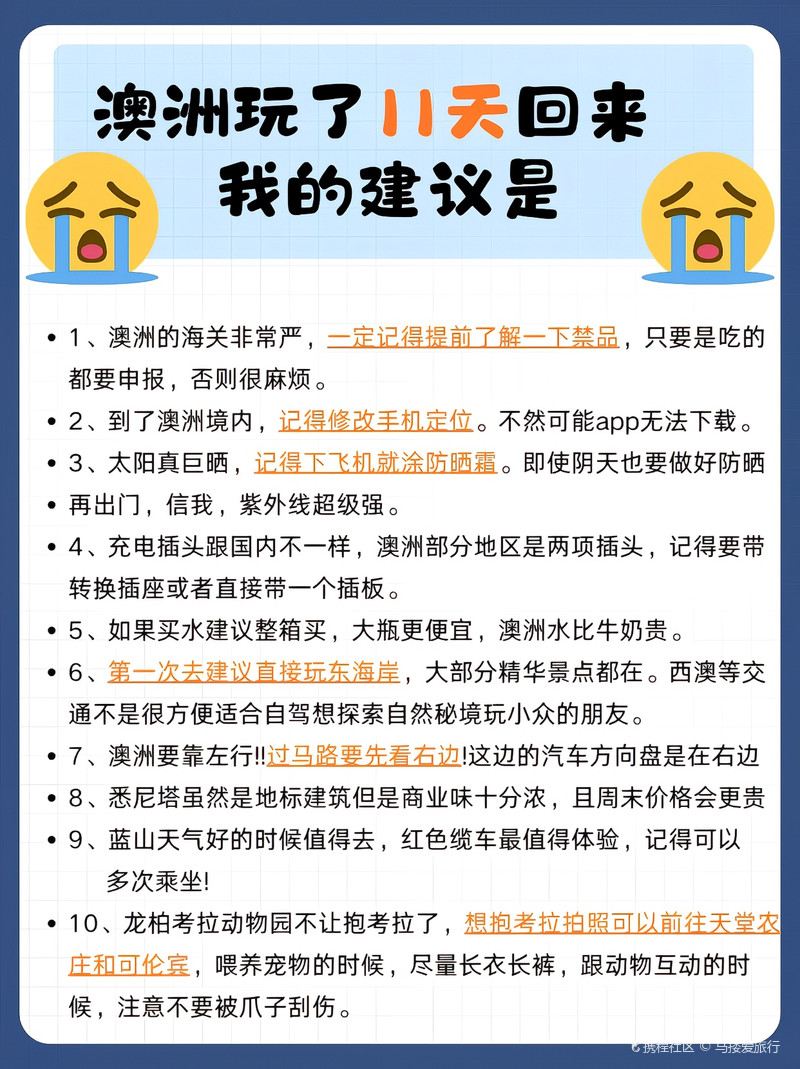 澳洲玩了11天回来
我的建议是
• 1、澳洲的海关非常严，一定记得提前了解一下禁品，只要是吃的
都要申报，否则很麻烦。
• 2、到了澳洲境内，记得修改手机定位。不然可能app无法下载。
• 3、太阳真巨晒，记得下飞机就涂防晒霜。即使阴天也要做好防晒
• 再出门，信我，紫外线超级强。
• 4、充电插头跟国内不一样，澳洲部分地区是两项插头，记得要带
转换插座或者直接带一个插板。
• 5、如果买水建议整箱买，大瓶更便宜，澳洲水比牛奶贵。
• 6、第一次去建议直接玩东海岸，大部分精华景点都在。西澳等交
通不是很方便适合自驾想探索自然秘境玩小众的朋友。
• 7、澳洲要靠左行!!过马路要先看右边!这边的汽车方向盘是在右边
• 8、悉尼塔虽然是地标建筑但是商业味十分浓，且周末价格会更贵
• 9、蓝山天气好的时候值得去，红色缆车最值得体验，记得可以
多次乘坐!
• 10、龙柏考拉动物园不让抱考拉了，想抱考拉拍照可以前往天堂农
庄和可伦宾，喂养宠物的时候，尽量长衣长裤，跟动物互动的时
候，注意不要被爪子刮伤。
携程社区 © 马搂爱旅行